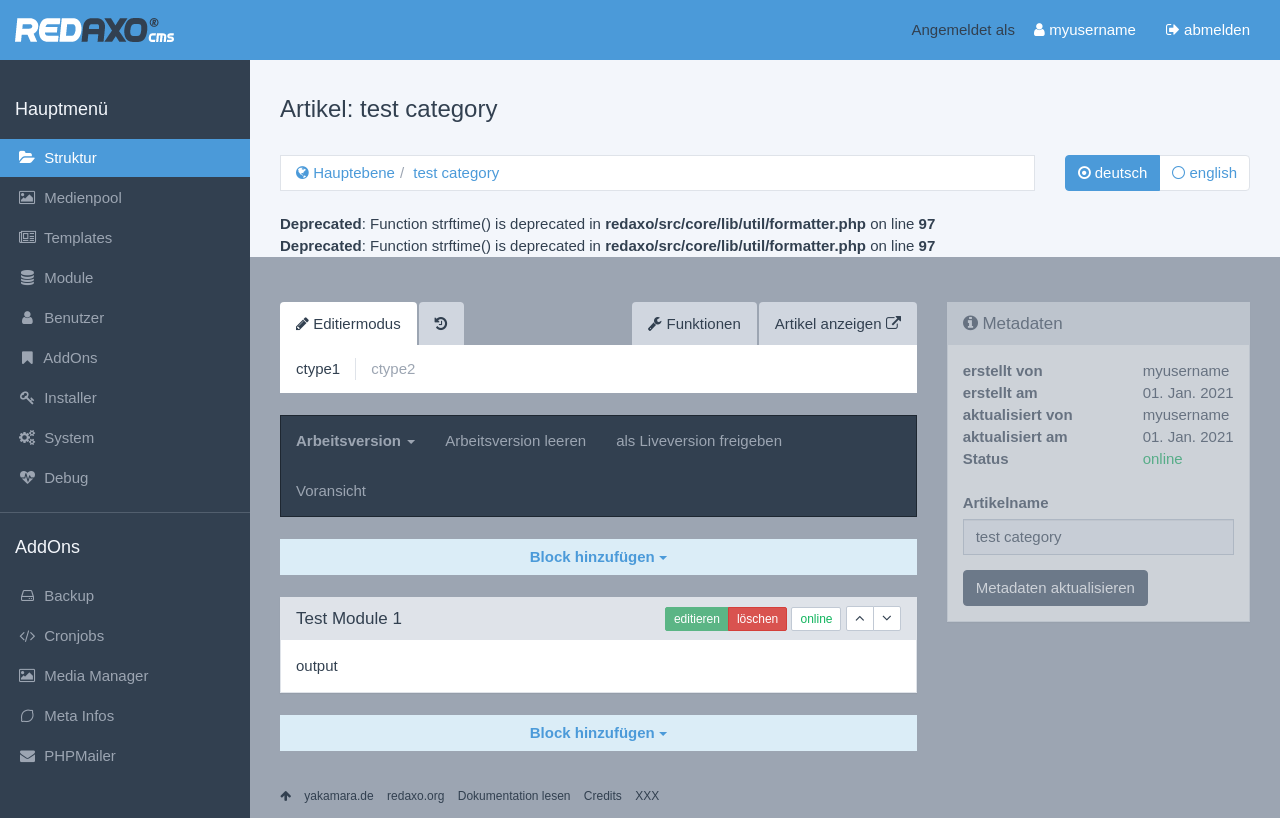 REDAXO® cms
Angemeldet als myusername abmelden
Hauptmenü
Struktur
Medienpool
Templates
Module
Benutzer
AddOns
Installer
System
Debug
AddOns
Backup
Cronjobs
Media Manager
Meta Infos
PHPMailer
Artikel: test category
Hauptebene / test category
deutsch english
Deprecated: Function strftime() is deprecated in redaxo/src/core/lib/util/formatter.php on line 97
Deprecated: Function strftime() is deprecated in redaxo/src/core/lib/util/formatter.php on line 97
Editiermodus Funktionen Artikel anzeigen
ctype1 ctype2
Arbeitsversion Arbeitsversion leeren als Liveversion freigeben
Voransicht
Block hinzufügen
Test Module 1 editieren löschen online
output
Block hinzufügen
Metadaten
erstellt von myusername
erstellt am 01. Jan. 2021
aktualisiert von myusername
aktualisiert am 01. Jan. 2021
Status online
Artikelname
test category
Metadaten aktualisieren
yakamara.de redaxo.org Dokumentation lesen Credits XXX